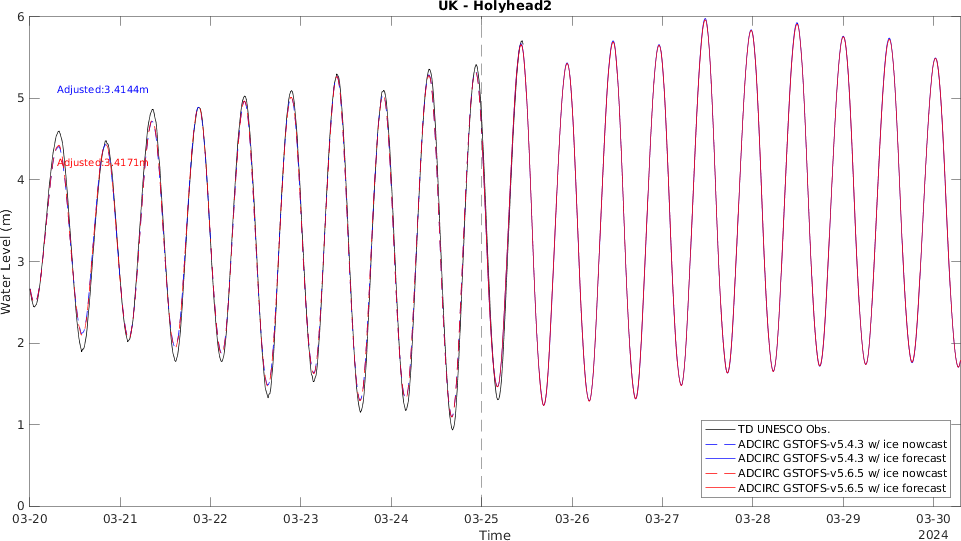 UK - Holyhead2
6
5
4
3
2
1
0
Water Level (m)
Adjusted:3.4144m
Adjusted:3.4171m
TD UNESCO Obs.
ADCIRC GSTOFS-v5.4.3 w/ ice nowcast
ADCIRC GSTOFS-v5.4.3 w/ ice forecast
ADCIRC GSTOFS-v5.6.5 w/ ice nowcast
ADCIRC GSTOFS-v5.6.5 w/ ice forecast
03-20 03-21 03-22 03-23 03-24 03-25 03-26 03-27 03-28 03-29 03-30
Time 2024